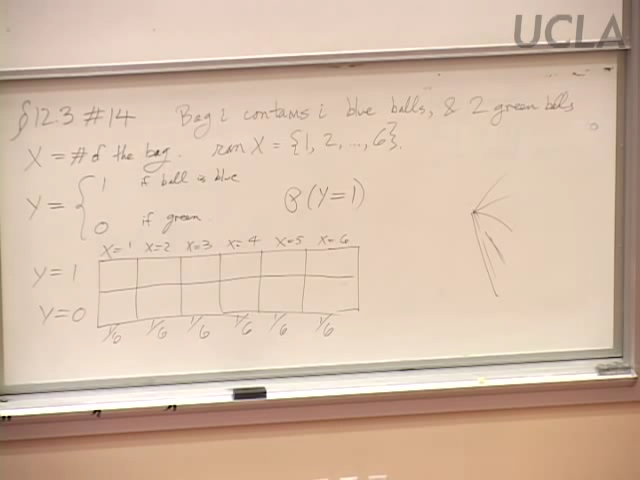 UCLA
§12.3 #14 Bag i contains i blue balls, & 2 green balls
X = # of the bag. ran X = {1, 2, ..., 6}.
Y = { 1 if ball is blue
0 if green.
P(Y=1)
X=1 X=2 X=3 X=4 X=5 X=6
Y=1
Y=0
1/6 1/6 1/6 1/6 1/6 1/6